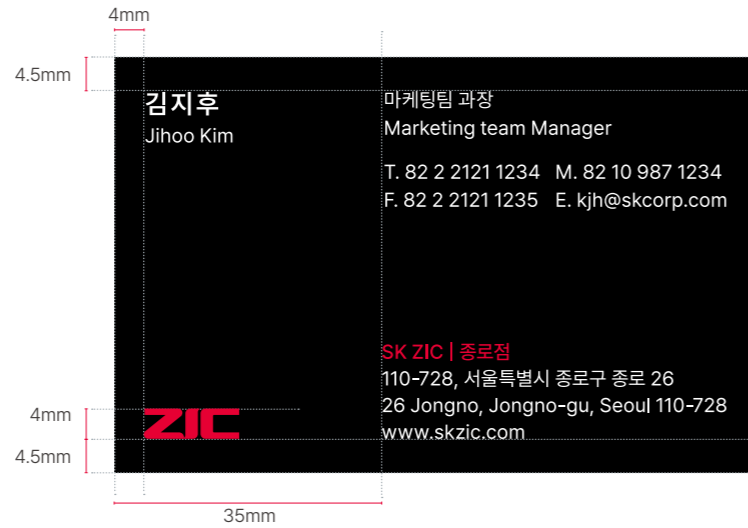 4mm
4.5mm
김지후
Jihoo Kim
마케팅팀 과장
Marketing team Manager
T. 82 2 2121 1234 M. 82 10 987 1234
F. 82 2 2121 1235 E. kjh@skcorp.com
SK ZIC | 종로점
110-728, 서울특별시 종로구 종로 26
26 Jongno, Jongno-gu, Seoul 110-728
www.skzic.com
4mm
ZIC
4.5mm
35mm